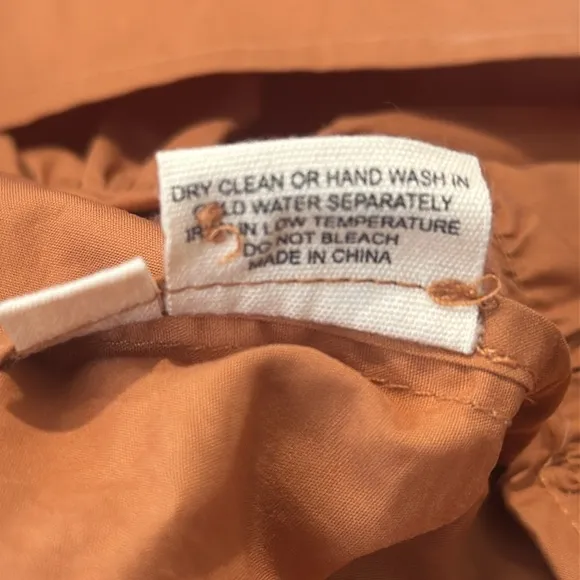 DRY CLEAN OR HAND WASH IN
COLD WATER SEPARATELY
IRON IN LOW TEMPERATURE
DO NOT BLEACH
MADE IN CHINA